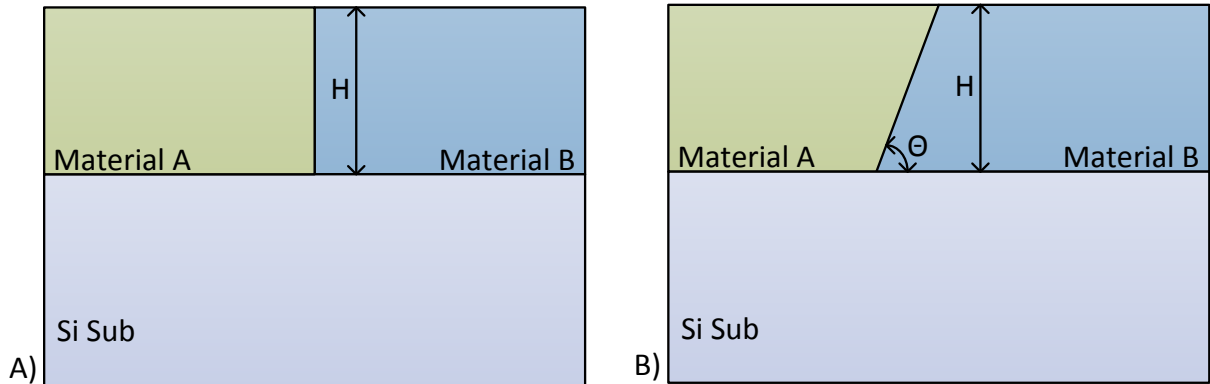 H
Material A
Material B
Si Sub
A)
H
Θ
Material A
Material B
Si Sub
B)